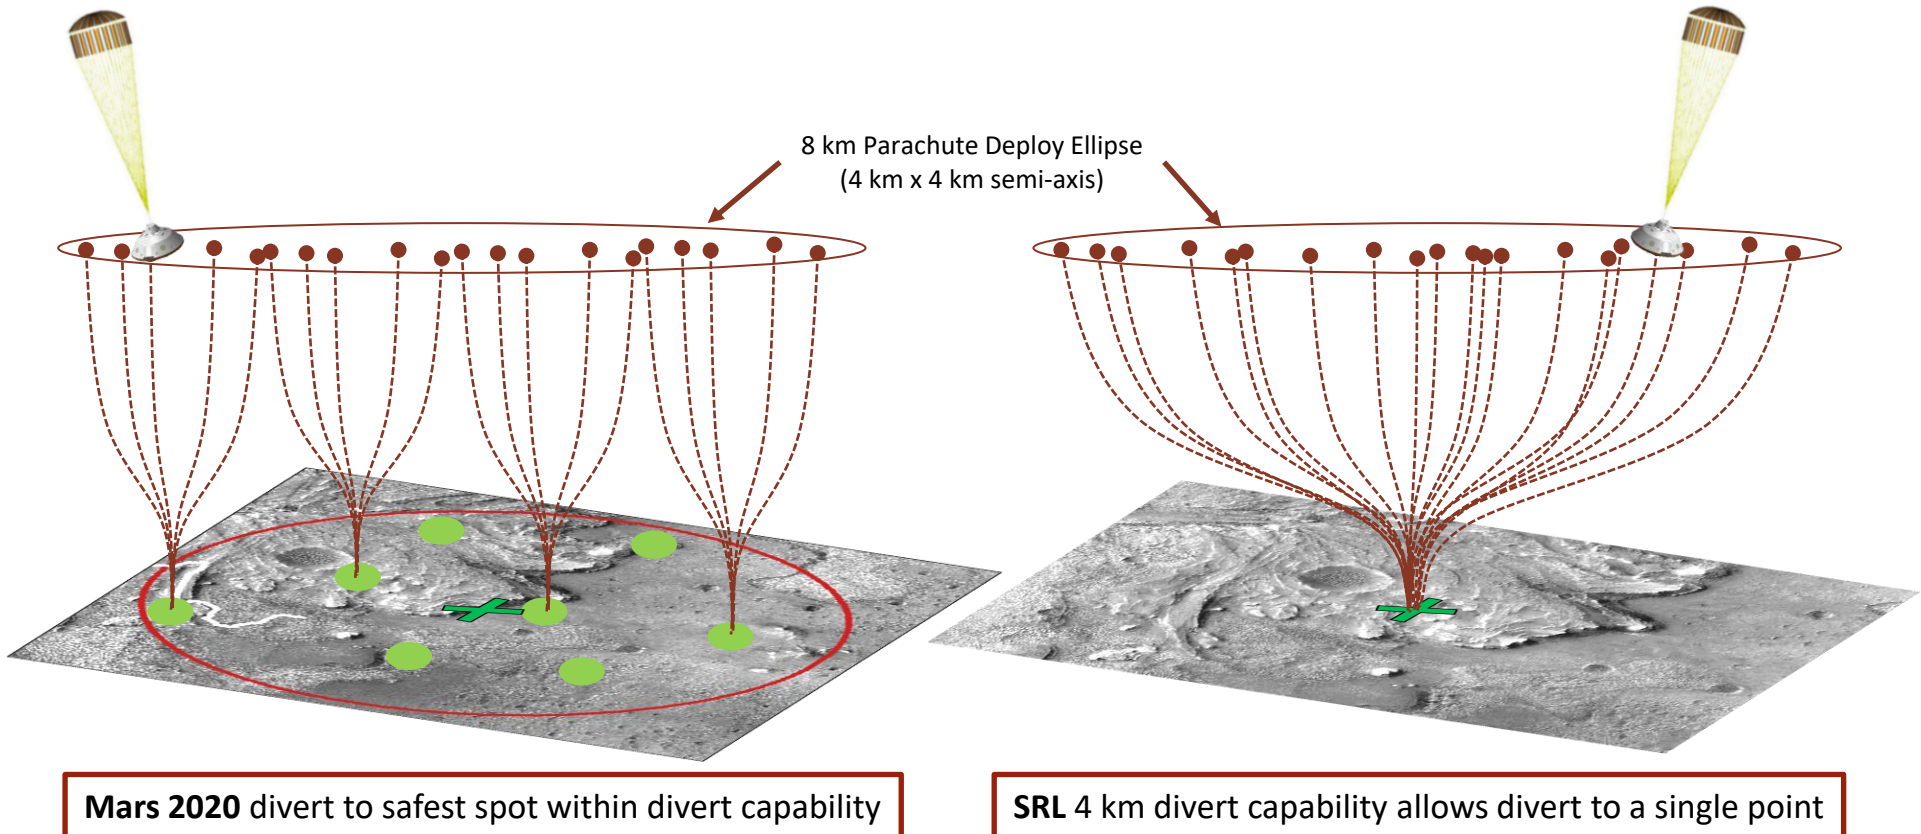 8 km Parachute Deploy Ellipse
(4 km x 4 km semi-axis)
Mars 2020 divert to safest spot within divert capability
SRL 4 km divert capability allows divert to a single point